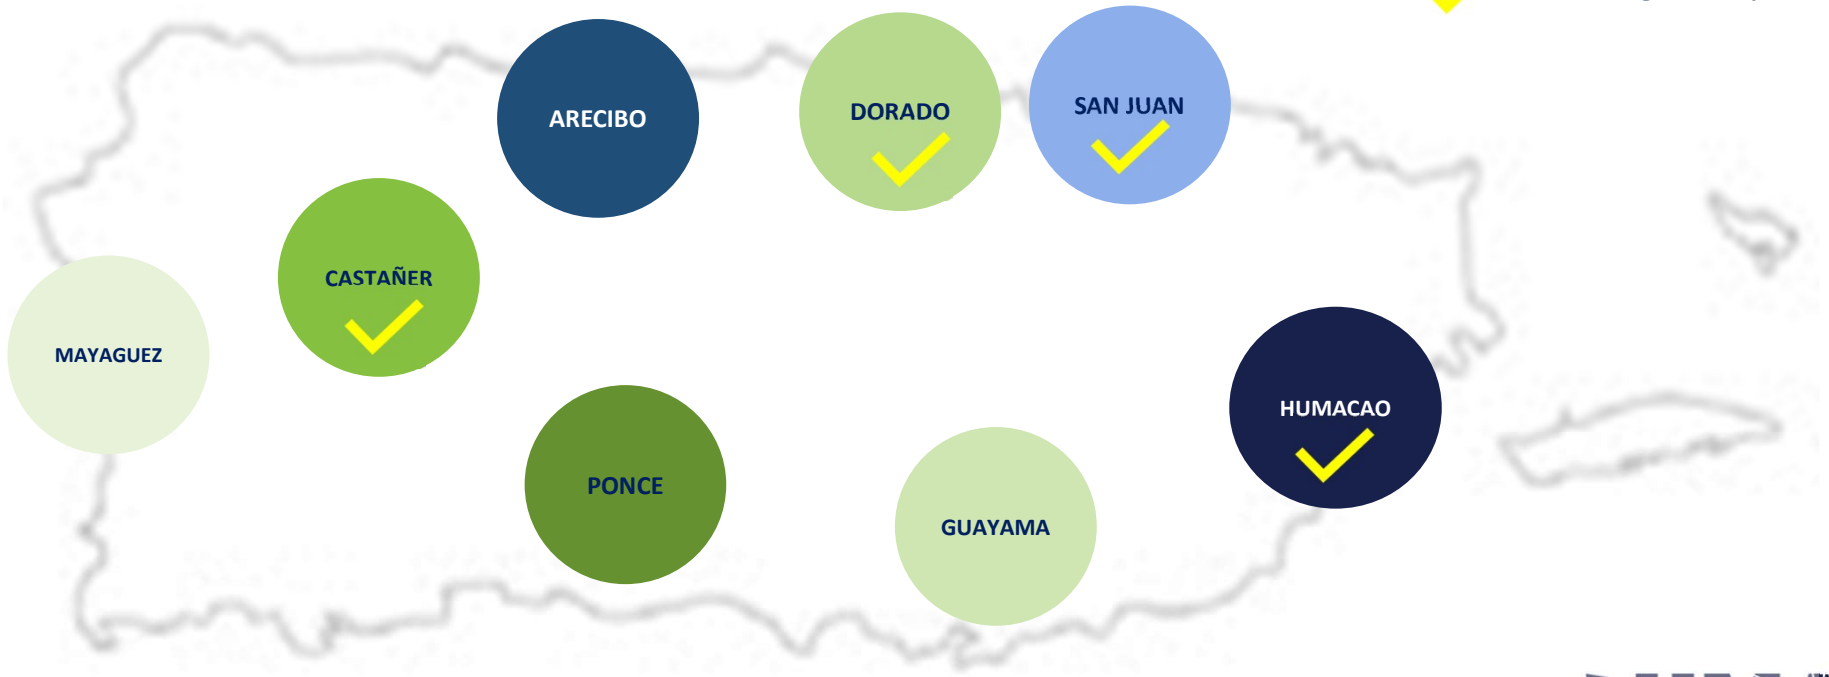 ARECIBO
DORADO
SAN JUAN
CASTAÑER
MAYAGUEZ
HUMACAO
PONCE
GUAYAMA